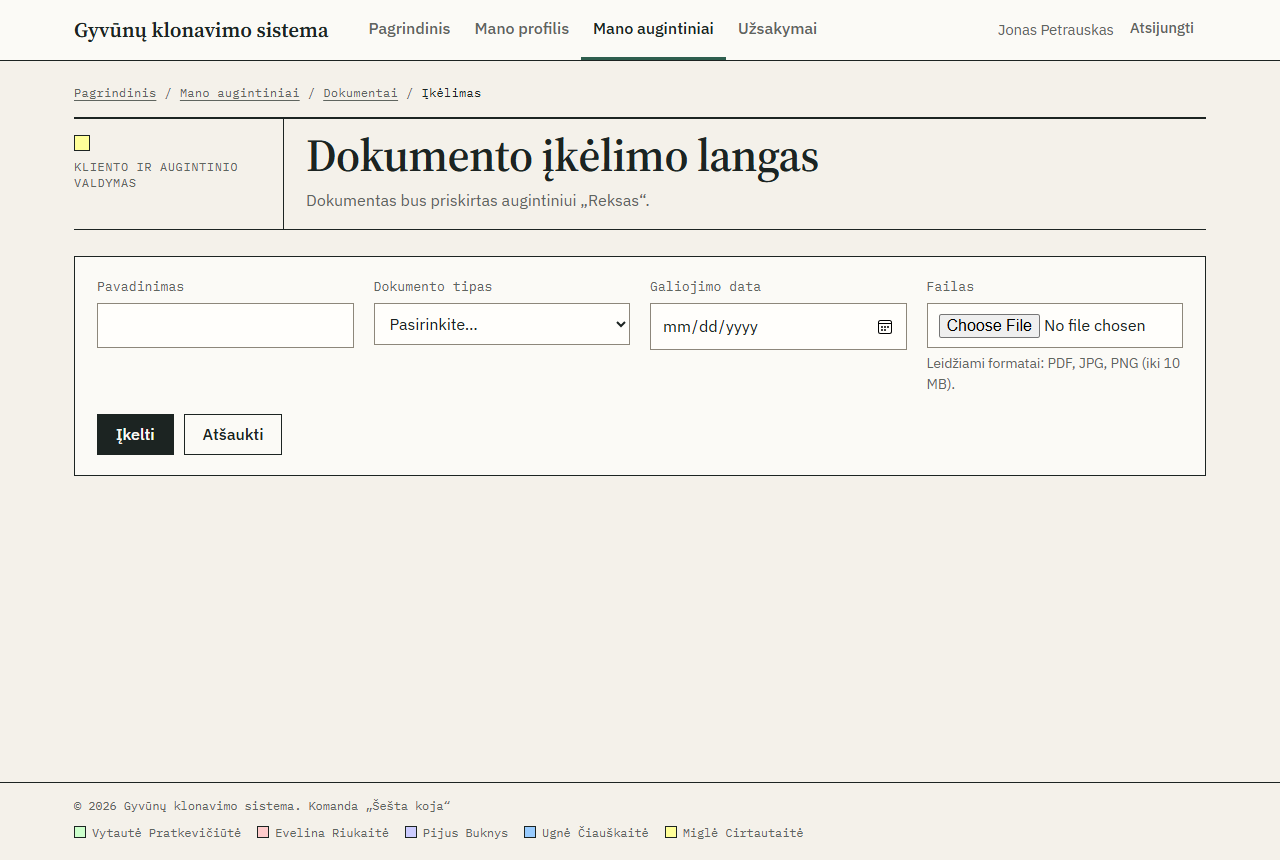 Gyvūnų klonavimo sistema
Pagrindinis
Mano profilis
Mano augintiniai
Užsakymai
Jonas Petrauskas
Atsijungti
Pagrindinis / Mano augintiniai / Dokumentai / Įkėlimas
KLIENTO IR AUGINTINIO
VALDYMAS
Dokumento įkėlimo langas
Dokumentas bus priskirtas augintiniui „Reksas“.
Pavadinimas
Dokumento tipas
Pasirinkite...
Galiojimo data
mm/dd/yyyy
Failas
Choose File No file chosen
Leidžiami formatai: PDF, JPG, PNG (iki 10
MB).
Įkelti
Atšaukti
© 2026 Gyvūnų klonavimo sistema. Komanda „Šešta koja“
Vytautė Pratkevičiūtė
Evelina Riukaitė
Pijus Buknys
Ugnė Čiauškaitė
Miglė Cirtautaitė